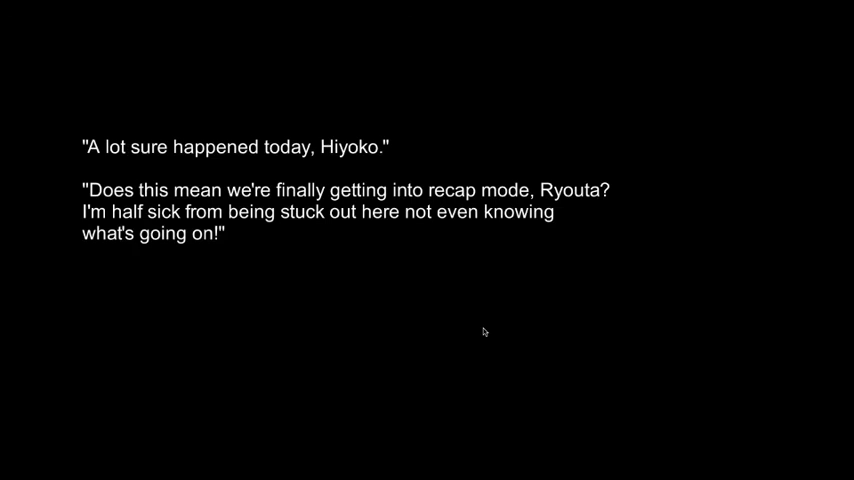 "A lot sure happened today, Hiyoko."
"Does this mean we're finally getting into recap mode, Ryouta?
I'm half sick from being stuck out here not even knowing
what's going on!"